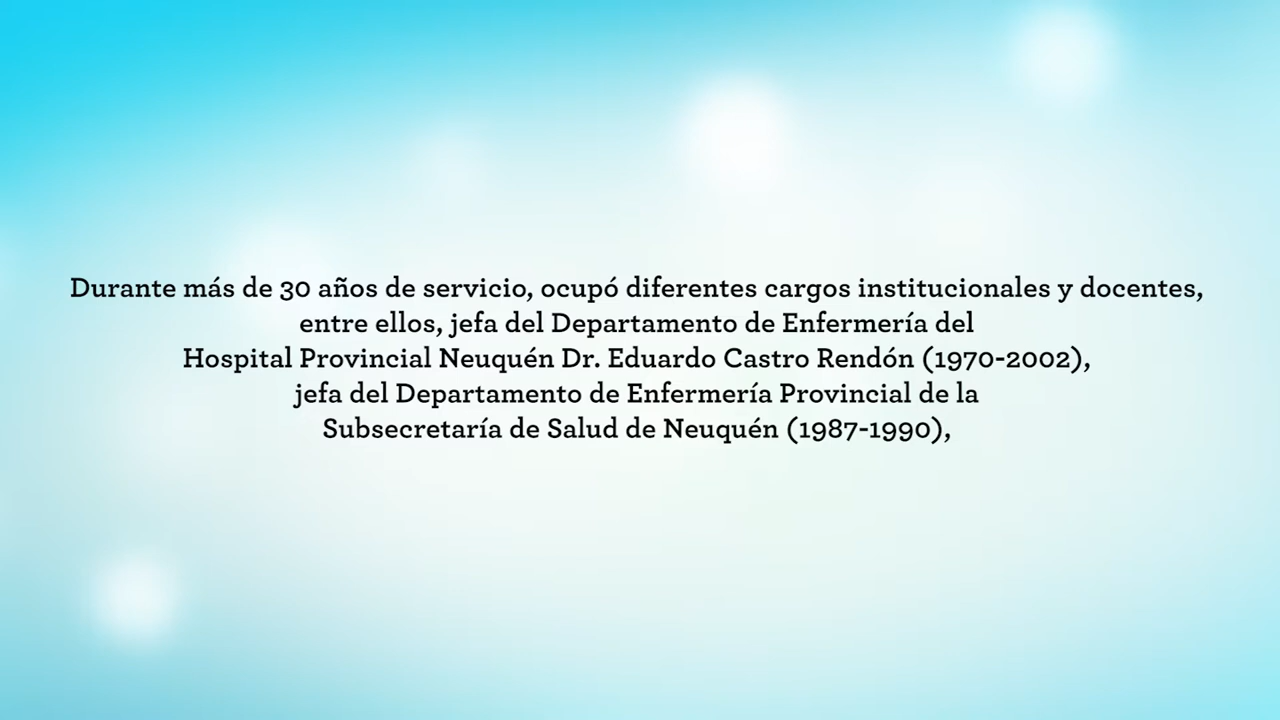 Durante más de 30 años de servicio, ocupó diferentes cargos institucionales y docentes,
entre ellos, jefa del Departamento de Enfermería del
Hospital Provincial Neuquén Dr. Eduardo Castro Rendón (1970-2002),
jefa del Departamento de Enfermería Provincial de la
Subsecretaría de Salud de Neuquén (1987-1990),